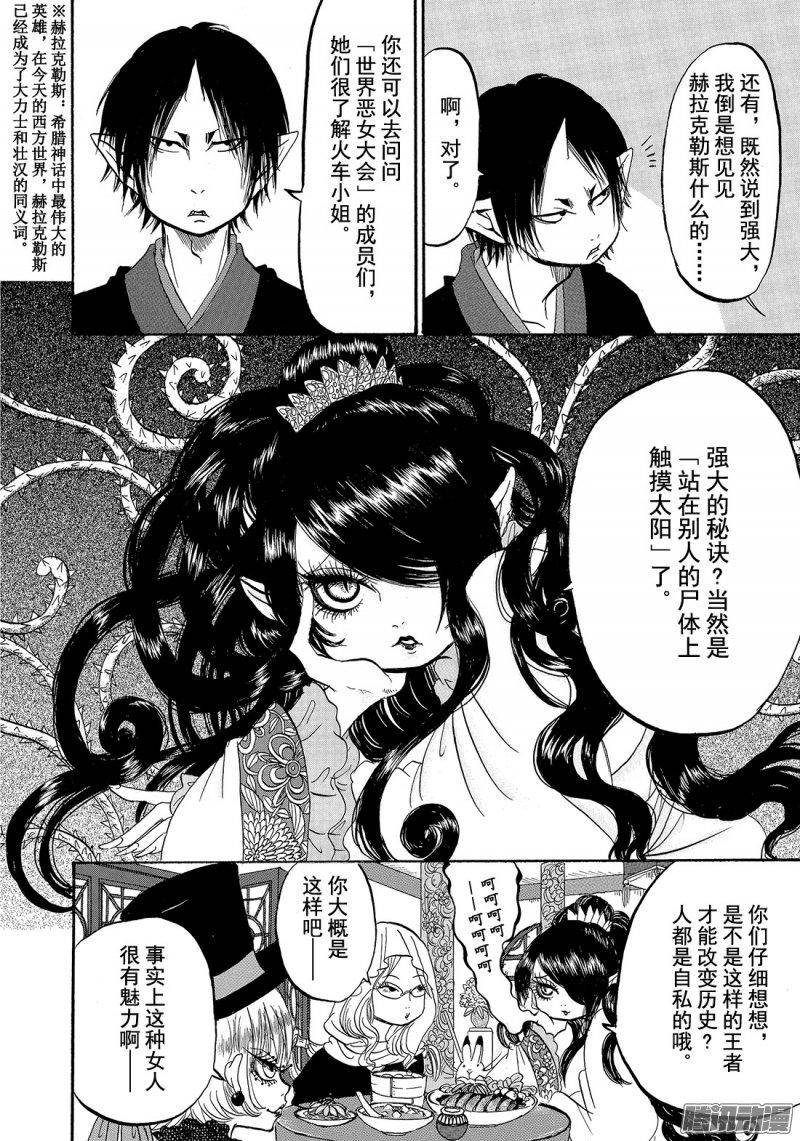 还有，既然说到强大，
我倒是想见见
赫拉克勒斯什么的……
啊，对了。
你还可以去问问
「世界恶女大会」的成员们，
她们很了解火车小姐。
※赫拉克勒斯：希腊神话中最伟大的
英雄，在今天的西方世界，赫拉克勒斯
已经成为了大力士和壮汉的同义词。
强大的秘诀？当然是
「站在别人的尸体上
触摸太阳」了。
你们仔细想想，
是不是这样的王者
才能改变历史？
人都是自私的哦。
呵呵呵呵
——呵呵呵
你大概是
这样吧——
事实上这种女人
很有魅力啊——
腾讯动漫